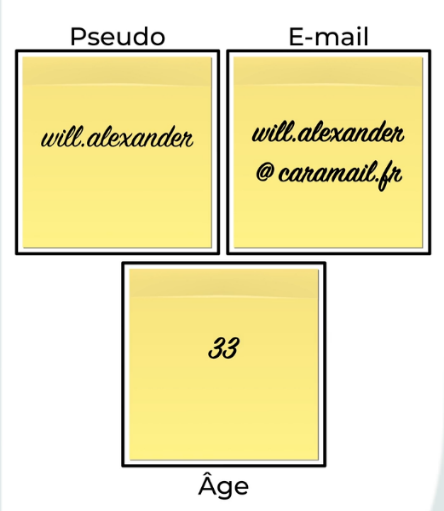 Pseudo
E-mail
will.alexander
will.alexander
@caramail.fr
33
Âge